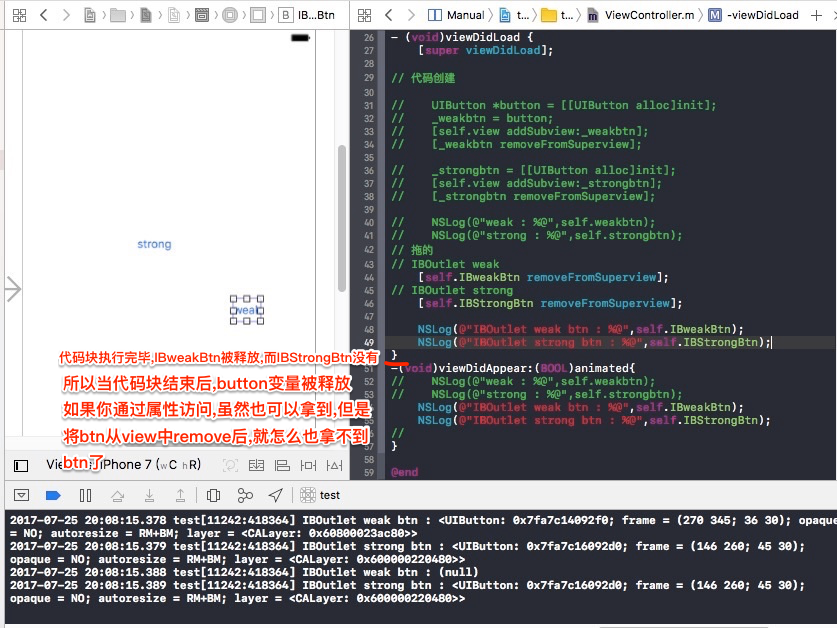 IB...Btn
Manual
t...
t...
ViewController.m
-viewDidLoad
26 - (void)viewDidLoad {
27 [super viewDidLoad];
28
29 // 代码创建
30
31 // UIButton *button = [[UIButton alloc]init];
32 // _weakbtn = button;
33 // [self.view addSubview:_weakbtn];
34 // [_weakbtn removeFromSuperview];
35
36 // _strongbtn = [[UIButton alloc]init];
37 // [self.view addSubview:_strongbtn];
38 // [_strongbtn removeFromSuperview];
39
40 // NSLog(@"weak : %@",self.weakbtn);
41 // NSLog(@"strong : %@",self.strongbtn);
42 // 拖的
43 // IBOutlet weak
44 [self.IBWeakBtn removeFromSuperview];
45 // IBOutlet strong
46 [self.IBStrongBtn removeFromSuperview];
47
48 NSLog(@"IBOutlet weak btn : %@",self.IBWeakBtn);
49 NSLog(@"IBOutlet strong btn : %@",self.IBStrongBtn);
}
51 -(void)viewDidAppear:(BOOL)animated{
52 // NSLog(@"weak : %@",self.weakbtn);
// NSLog(@"strong : %@",self.strongbtn);
NSLog(@"IBOutlet weak btn : %@",self.IBWeakBtn);
NSLog(@"IBOutlet strong btn : %@",self.IBStrongBtn);
//
57 }
58
59 @end
strong
weak
代码块执行完毕,IBweakBtn被释放,而IBStrongBtn没有
所以当代码块结束后,button变量被释放
如果你通过属性访问,虽然也可以拿到,但是
将btn从view中remove后,就怎么也拿不到
btn了
iPhone 7 (wC hR)
test
2017-07-25 20:08:15.378 test[11242:418364] IBOutlet weak btn : <UIButton: 0x7fa7c14092f0; frame = (270 345; 36 30); opaque
= NO; autoresize = RM+BM; layer = <CALayer: 0x60800023ac80>>
2017-07-25 20:08:15.379 test[11242:418364] IBOutlet strong btn : <UIButton: 0x7fa7c16092d0; frame = (146 260; 45 30);
opaque = NO; autoresize = RM+BM; layer = <CALayer: 0x600000220480>>
2017-07-25 20:08:15.388 test[11242:418364] IBOutlet weak btn : (null)
2017-07-25 20:08:15.389 test[11242:418364] IBOutlet strong btn : <UIButton: 0x7fa7c16092d0; frame = (146 260; 45 30);
opaque = NO; autoresize = RM+BM; layer = <CALayer: 0x600000220480>>